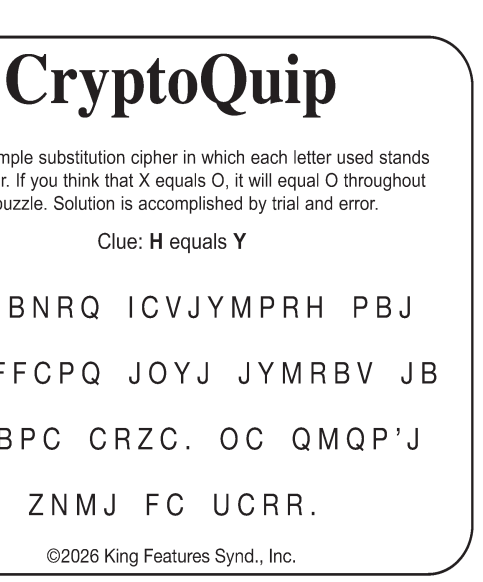 CryptoQuip
mple substitution cipher in which each letter used stands
r. If you think that X equals O, it will equal O throughout
puzzle. Solution is accomplished by trial and error.
Clue: H equals Y
BNRQ ICVJYMPRH PBJ
FFCPQ JOYJ JYMRBV JB
BPC CRZC. OC QMQP'J
ZNMJ FC UCRR.
©2026 King Features Synd., Inc.